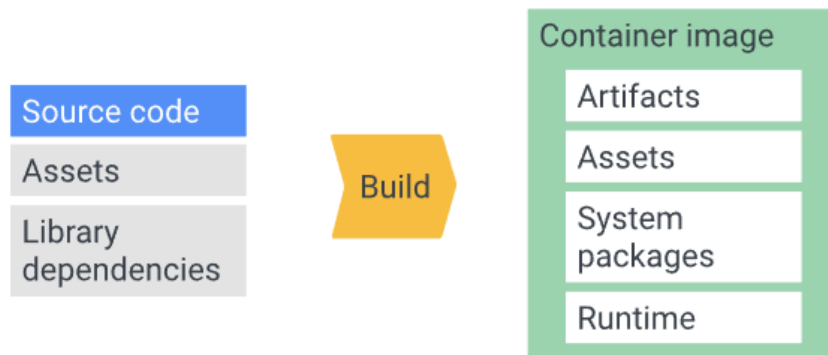 Source code
Assets
Library
dependencies
Build
Container image
Artifacts
Assets
System
packages
Runtime